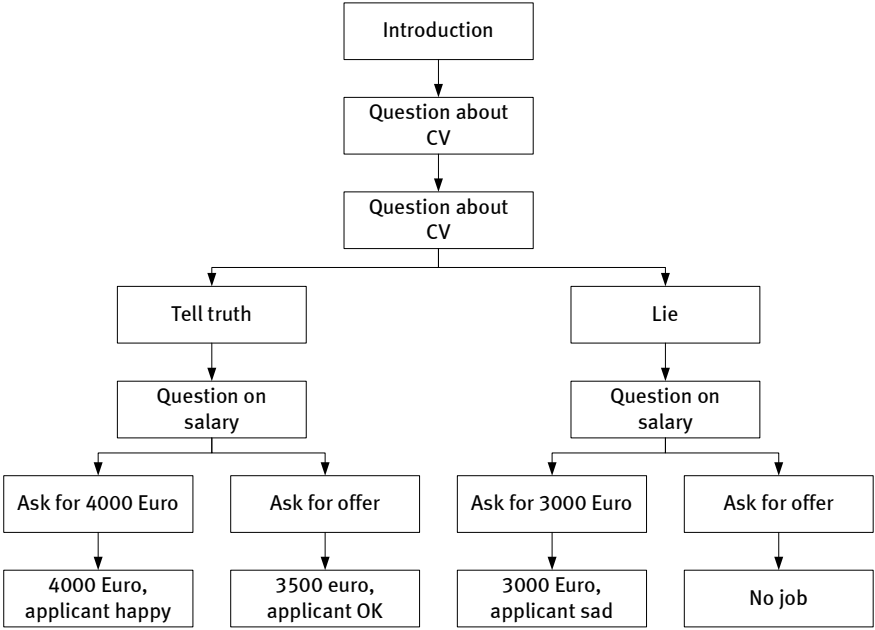 Introduction
Question about
CV
Question about
CV
Tell truth
Lie
Question on
salary
Question on
salary
Ask for 4000 Euro
Ask for offer
Ask for 3000 Euro
Ask for offer
4000 Euro,
applicant happy
3500 euro,
applicant OK
3000 Euro,
applicant sad
No job